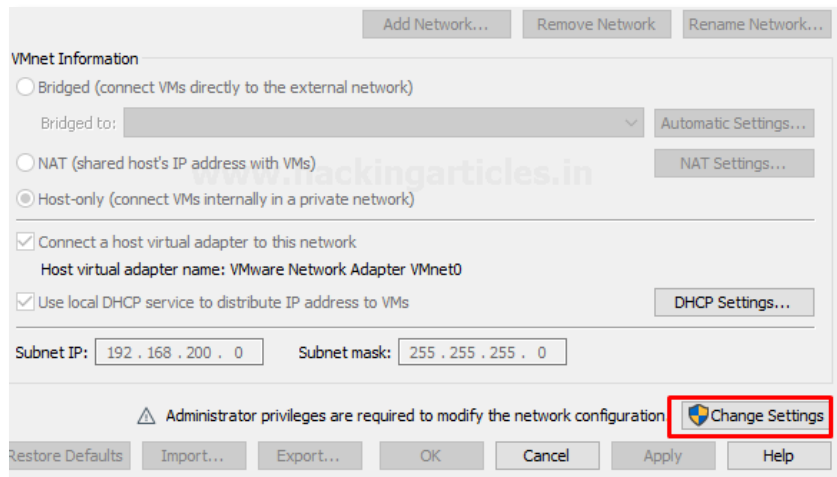 Add Network... Remove Network Rename Network...
VMnet Information
Bridged (connect VMs directly to the external network)
Bridged to: Automatic Settings...
NAT (shared host's IP address with VMs) NAT Settings...
www.hackingarticles.in
Host-only (connect VMs internally in a private network)
Connect a host virtual adapter to this network
Host virtual adapter name: VMware Network Adapter VMnet0
Use local DHCP service to distribute IP address to VMs DHCP Settings...
Subnet IP: 192 . 168 . 200 . 0 Subnet mask: 255 . 255 . 255 . 0
Administrator privileges are required to modify the network configuration. Change Settings
Restore Defaults Import... Export... OK Cancel Apply Help